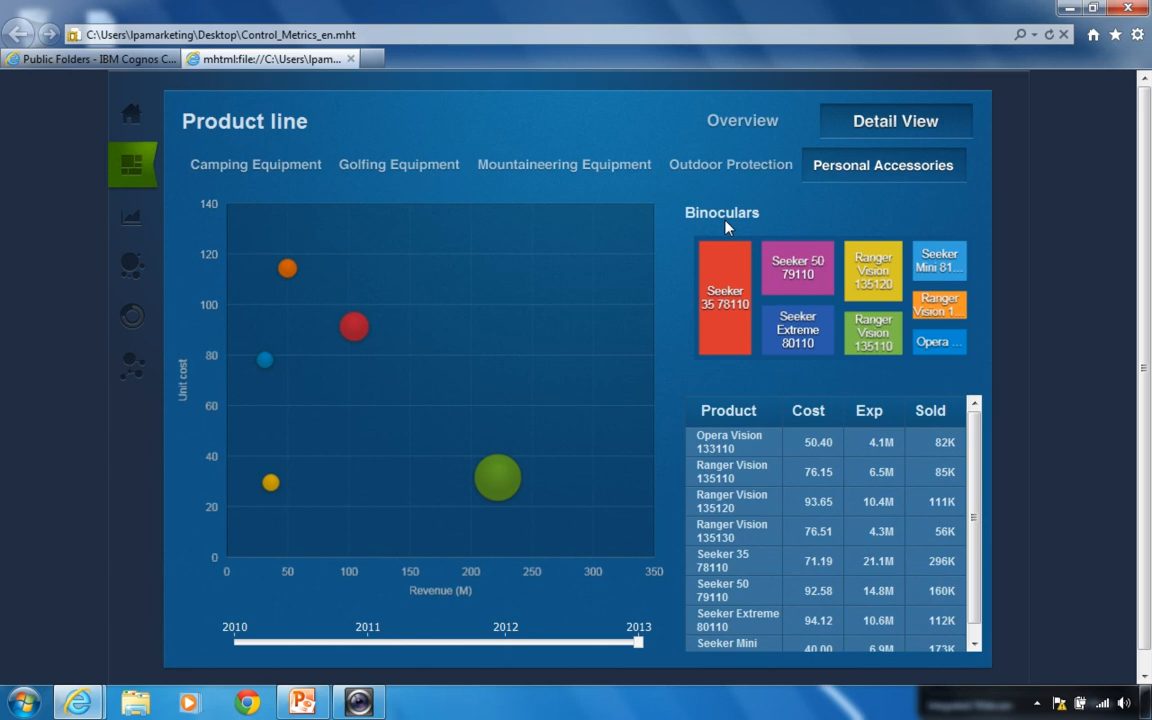 C:\Users\Ipamarketing\Desktop\Control_Metrics_en.mht
Public Folders - IBM Cognos C...
mhtml:file://C:\Users\Ipam...
Product line
Overview
Detail View
Camping Equipment
Golfing Equipment
Mountaineering Equipment
Outdoor Protection
Personal Accessories
140
120
100
80
60
40
20
0
Unit cost
0 50 100 150 200 250 300 350
Revenue (M)
2010 2011 2012 2013
Binoculars
Seeker
35 78110
Seeker 50
79110
Seeker
Extreme
80110
Ranger
Vision
135120
Ranger
Vision
135110
Seeker
Mini 81...
Ranger
Vision 1...
Opera ...
Product Cost Exp Sold
Opera Vision
133110 50.40 4.1M 82K
Ranger Vision
135110 76.15 6.5M 85K
Ranger Vision
135120 93.65 10.4M 111K
Ranger Vision
135130 76.51 4.3M 56K
Seeker 35
78110 71.19 21.1M 296K
Seeker 50
79110 92.58 14.8M 160K
Seeker Extreme
80110 94.12 10.6M 112K
Seeker Mini
40.00 6.9M 173K